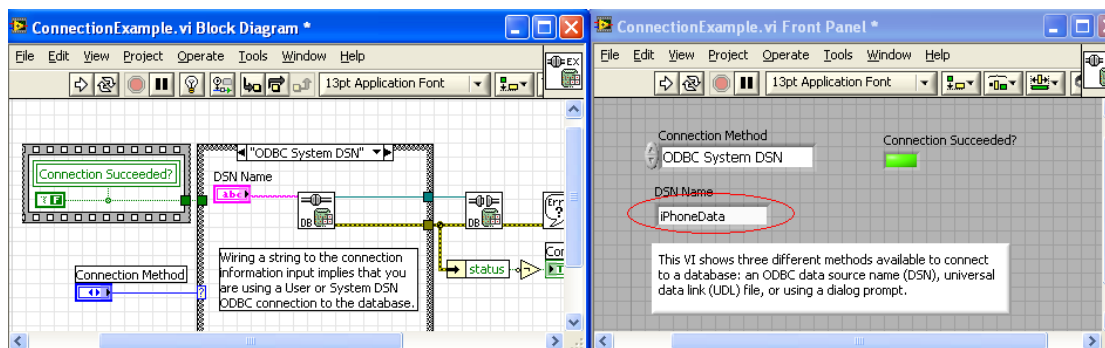 ConnectionExample.vi Block Diagram *
File Edit View Project Operate Tools Window Help
13pt Application Font
EX
Connection Succeeded?
F
Connection Method
"ODBC System DSN"
DSN Name
abc
DB
DB
Wiring a string to the connection
information input implies that you
are using a User or System DSN
ODBC connection to the database.
status
?
ConnectionExample.vi Front Panel *
File Edit View Project Operate Tools Window Help
13pt Application Font
Connection Method
ODBC System DSN
Connection Succeeded?
DSN Name
iPhoneData
This VI shows three different methods available to connect
to a database: an ODBC data source name (DSN), universal
data link (UDL) file, or using a dialog prompt.